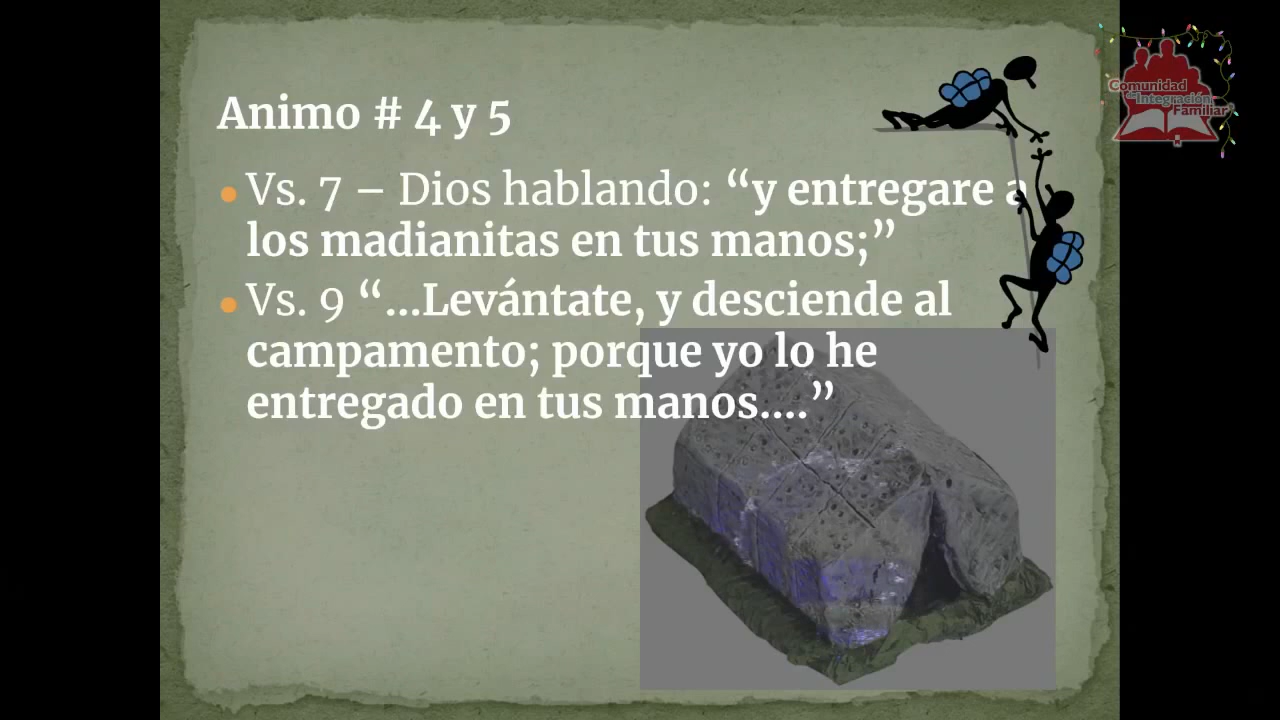 Animo # 4 y 5
• Vs. 7 – Dios hablando: “y entregare a
los madianitas en tus manos;”
• Vs. 9 “...Levántate, y desciende al
campamento; porque yo lo he
entregado en tus manos....”
Comunidad
de Integración
Familiar